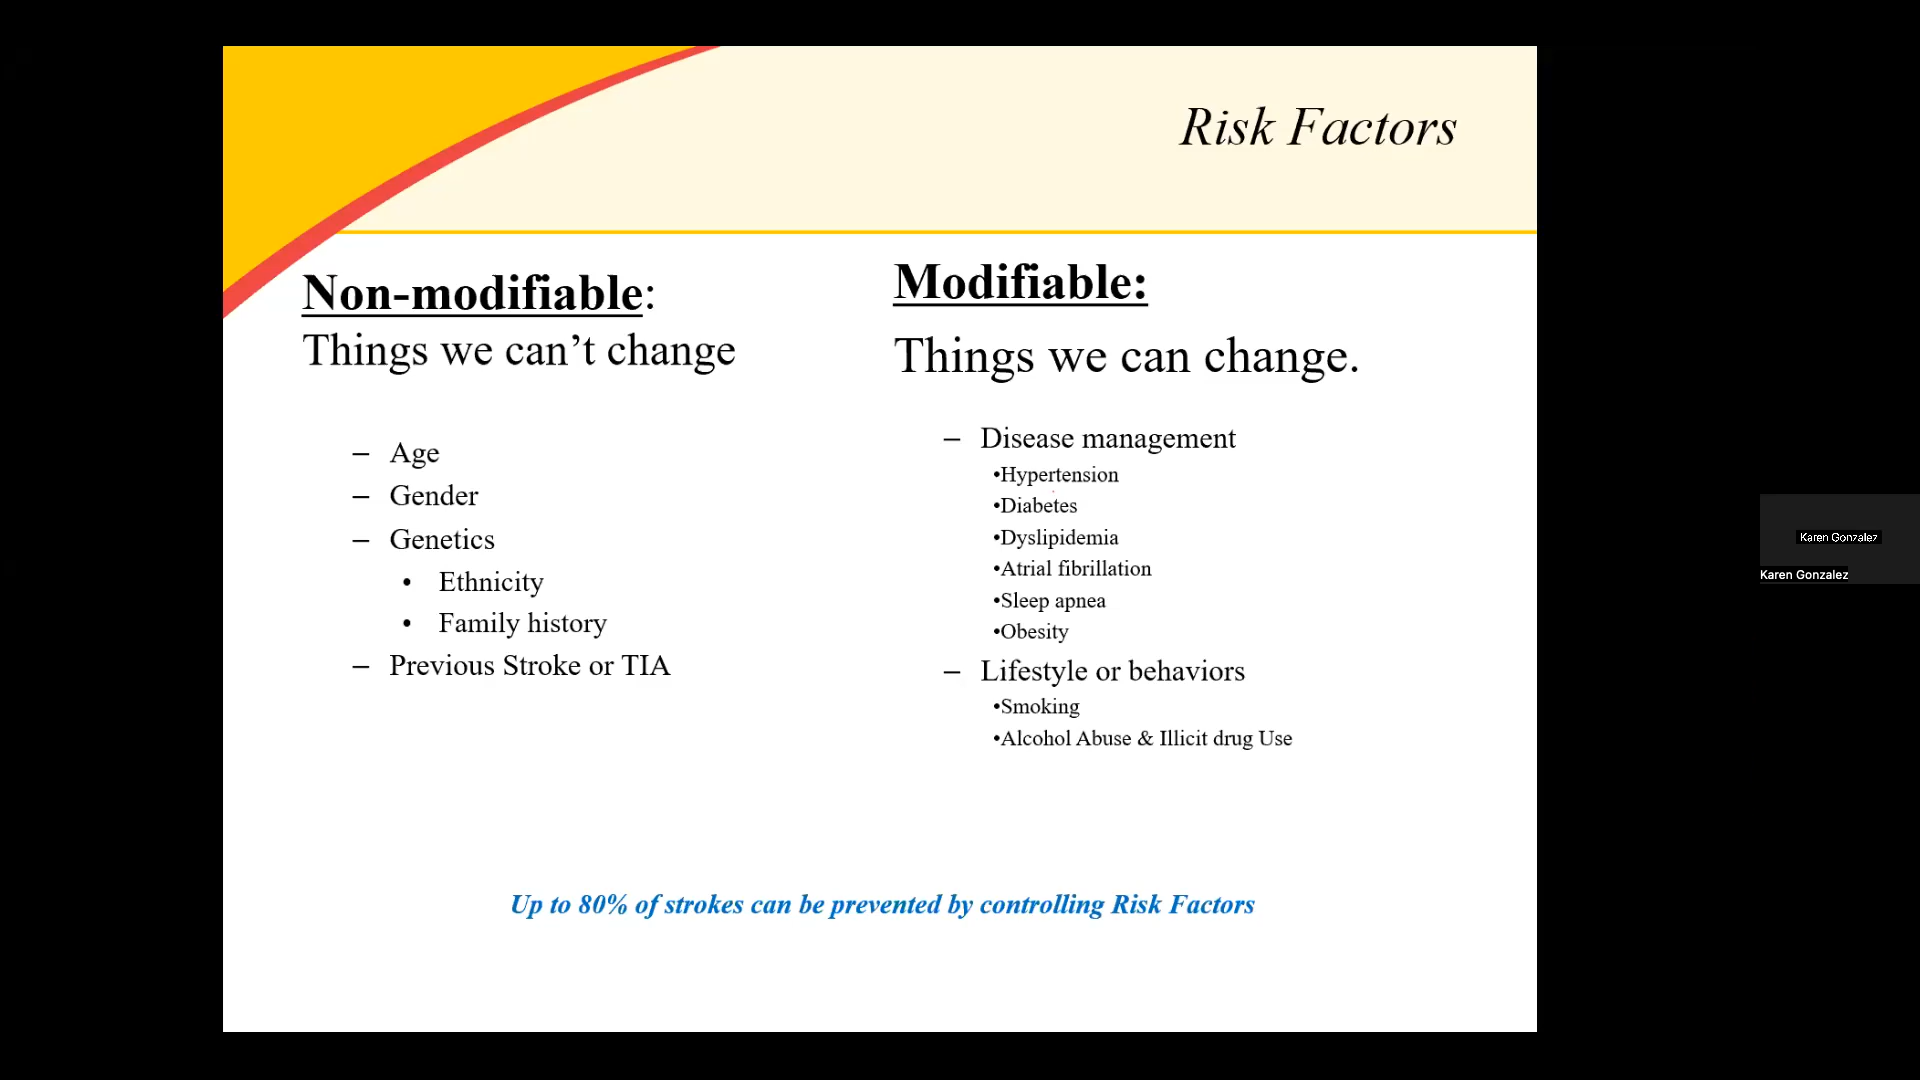 Risk Factors
Non-modifiable:
Things we can’t change
– Age
– Gender
– Genetics
• Ethnicity
• Family history
– Previous Stroke or TIA
Modifiable:
Things we can change.
– Disease management
•Hypertension
•Diabetes
•Dyslipidemia
•Atrial fibrillation
•Sleep apnea
•Obesity
– Lifestyle or behaviors
•Smoking
•Alcohol Abuse & Illicit drug Use
Up to 80% of strokes can be prevented by controlling Risk Factors
Karen Gonzalez
Karen Gonzalez